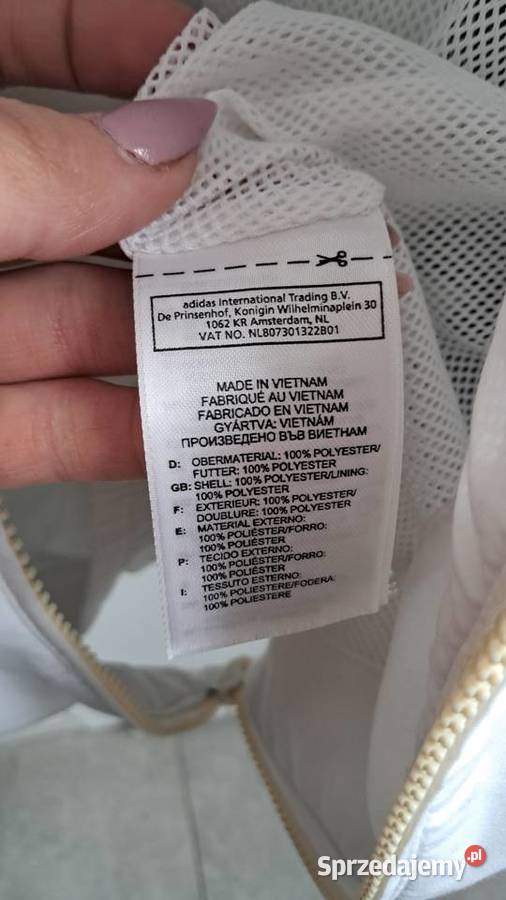 adidas International Trading B.V.
De Prinsenhof, Konigin Wilhelminaplein 30
1062 KR Amsterdam, NL
VAT NO. NL807301322B01
MADE IN VIETNAM
FABRIQUÉ AU VIETNAM
FABRICADO EN VIETNAM
GYÁRTVA: VIETNÁM
ПРОИЗВЕДЕНО ВЪВ ВИЕТНАМ
D: OBERMATERIAL: 100% POLYESTER/
FUTTER: 100% POLYESTER
GB: SHELL: 100% POLYESTER/LINING:
100% POLYESTER
F: EXTERIEUR: 100% POLYESTER/
DOUBLURE: 100% POLYESTER
E: MATERIAL EXTERNO:
100% POLIÉSTER/FORRO:
100% POLIÉSTER
P: TECIDO EXTERNO:
100% POLIÉSTER/FORRO:
100% POLIÉSTER
I: TESSUTO ESTERNO:
100% POLIESTERE/FODERA:
100% POLIESTERE
Sprzedajemy.pl